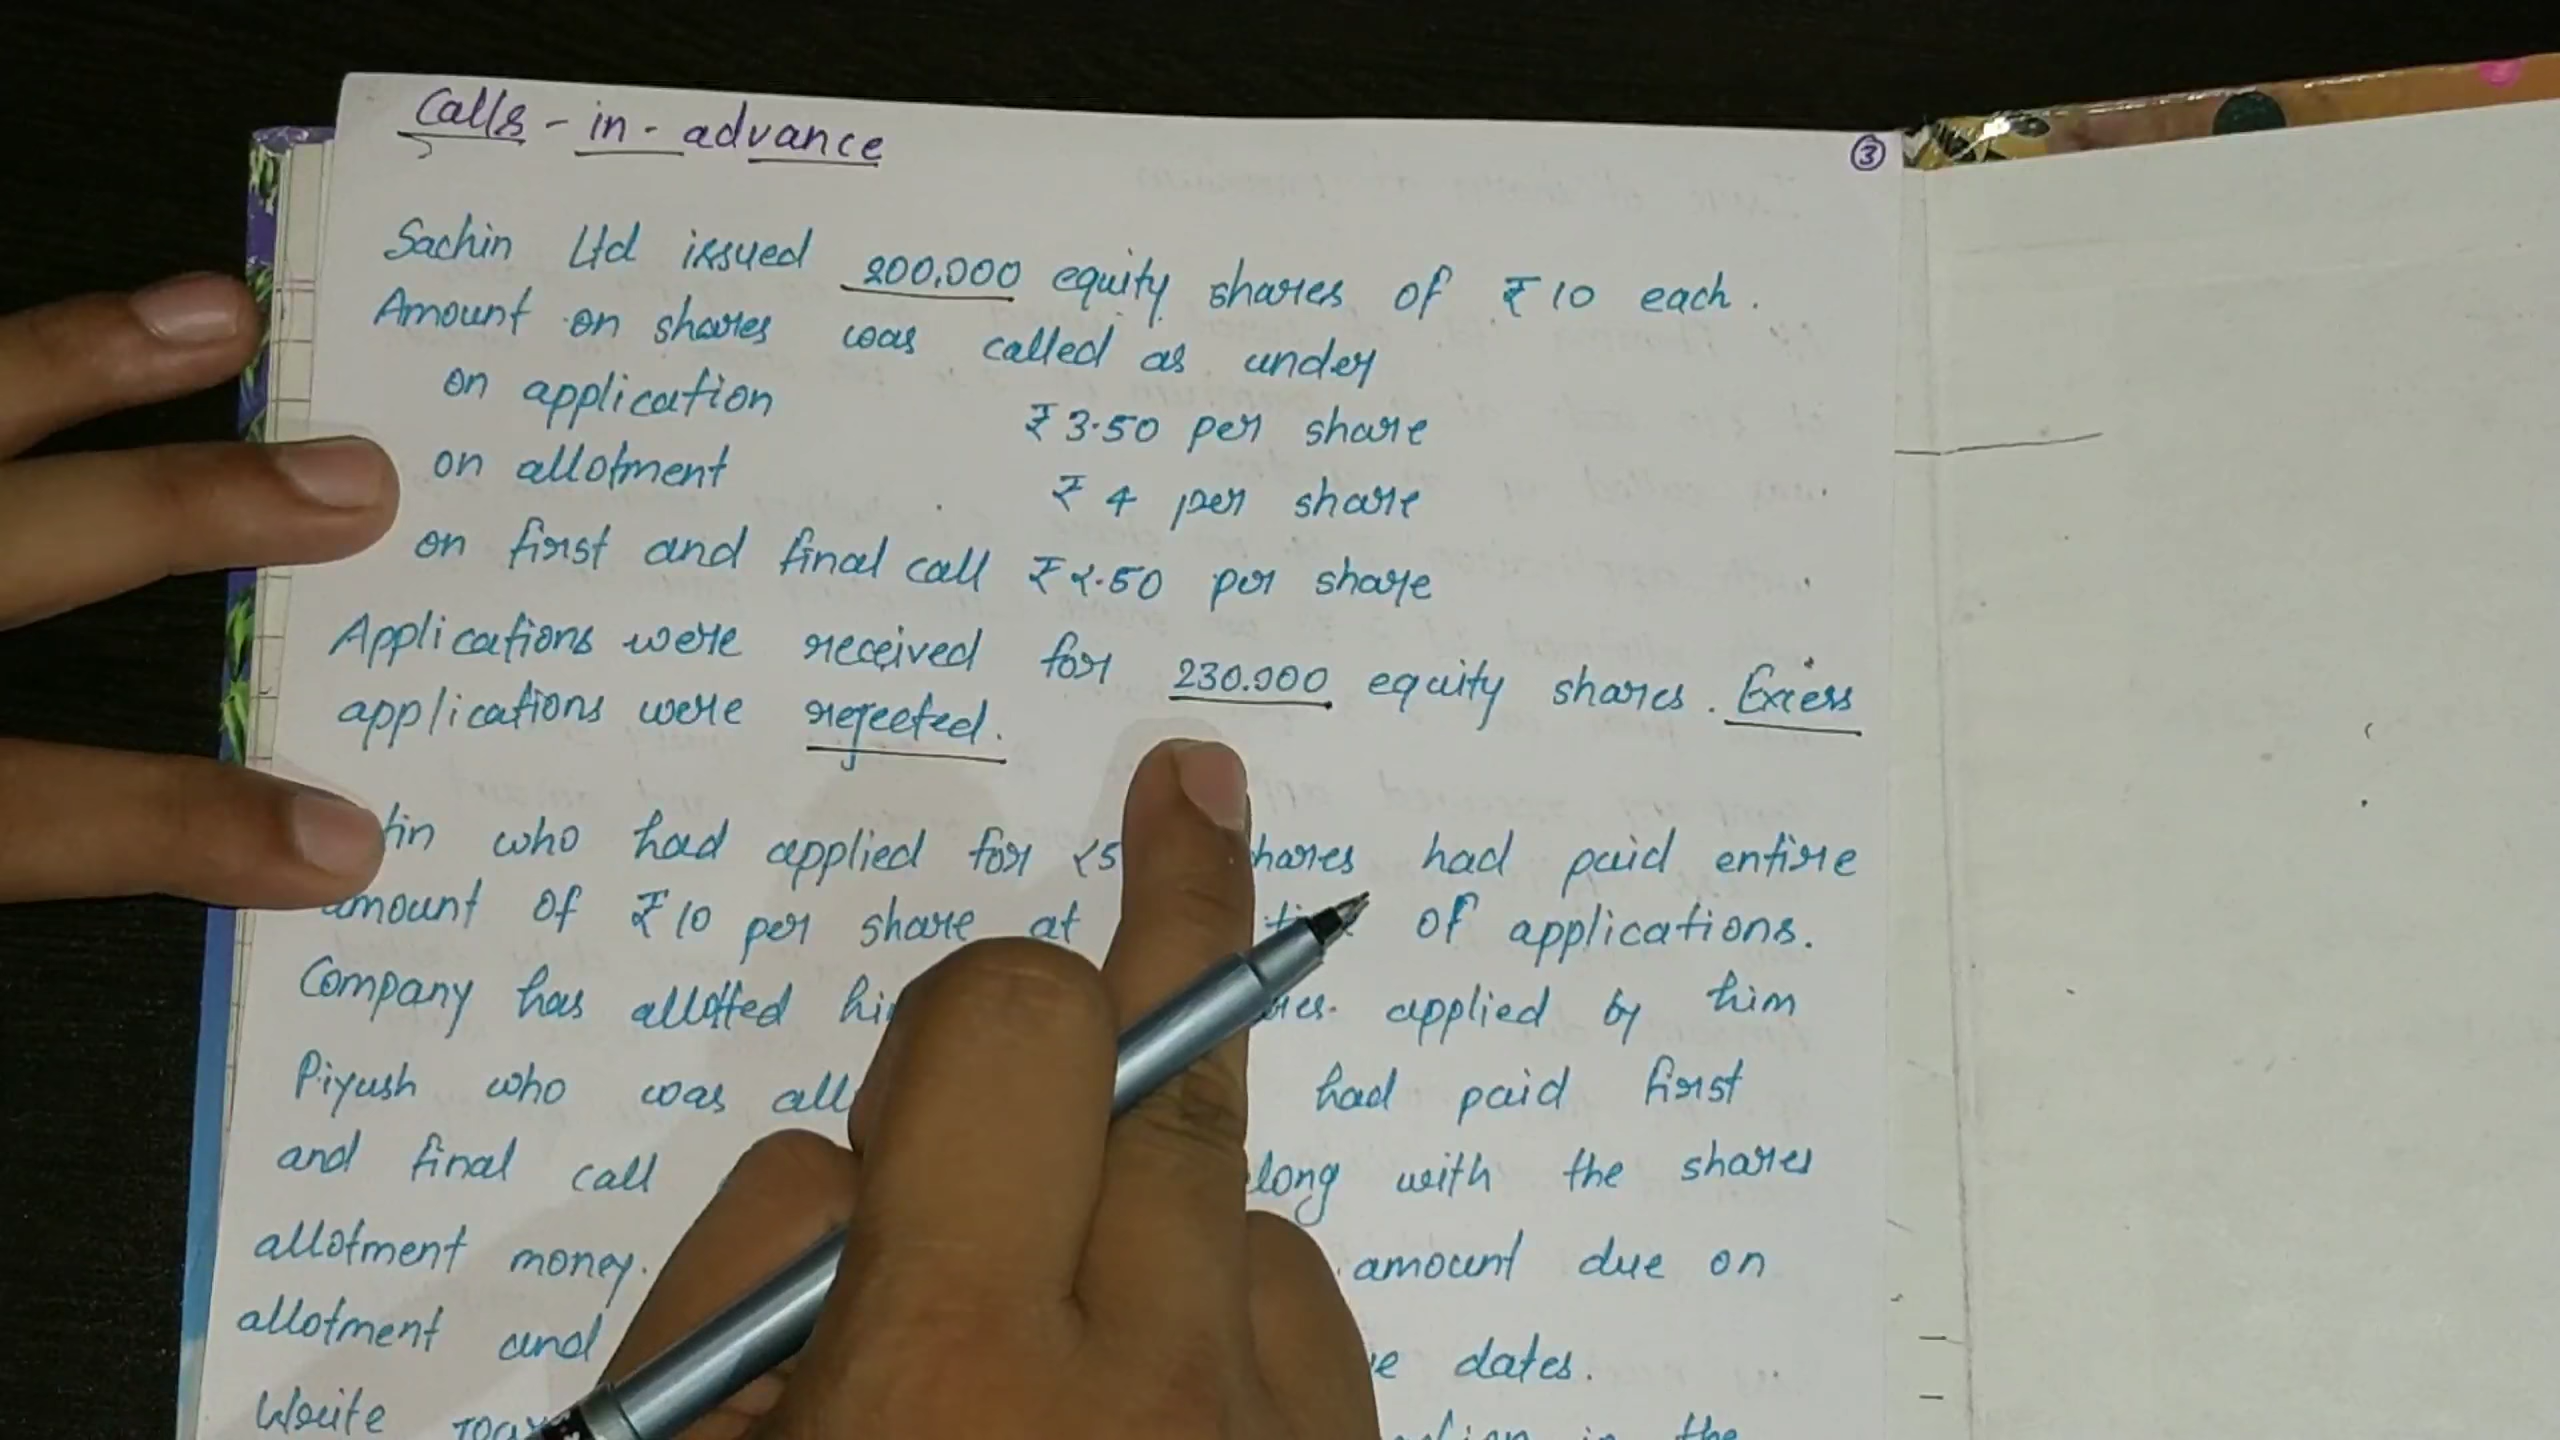 Calls - in - advance
3
Sachin Ltd issued 200,000 equity shares of ₹10 each.
Amount on shares was called as under
on application ₹3.50 per share
on allotment ₹4 per share
on first and final call ₹2.50 per share
Applications were received for 230,000 equity shares. Excess
applications were rejected.
who had applied for had paid entire
amount of ₹10 per share at of applications.
Company has allotted applied by him
Piyush who was had paid first
and final call with the shares
allotment money. amount due on
allotment and dates.
Write the